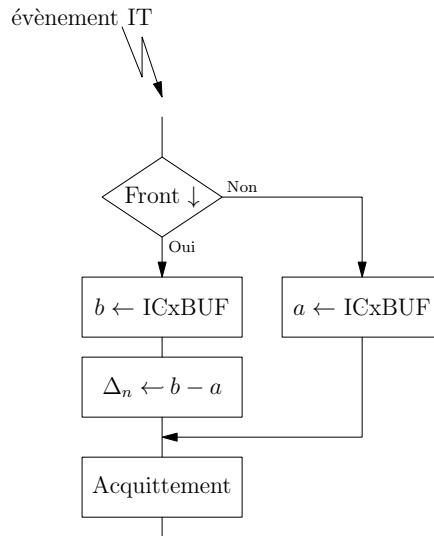 évènement IT
Front ↓
Non
Oui
b ← ICxBUF
a ← ICxBUF
Δₙ ← b − a
Acquittement